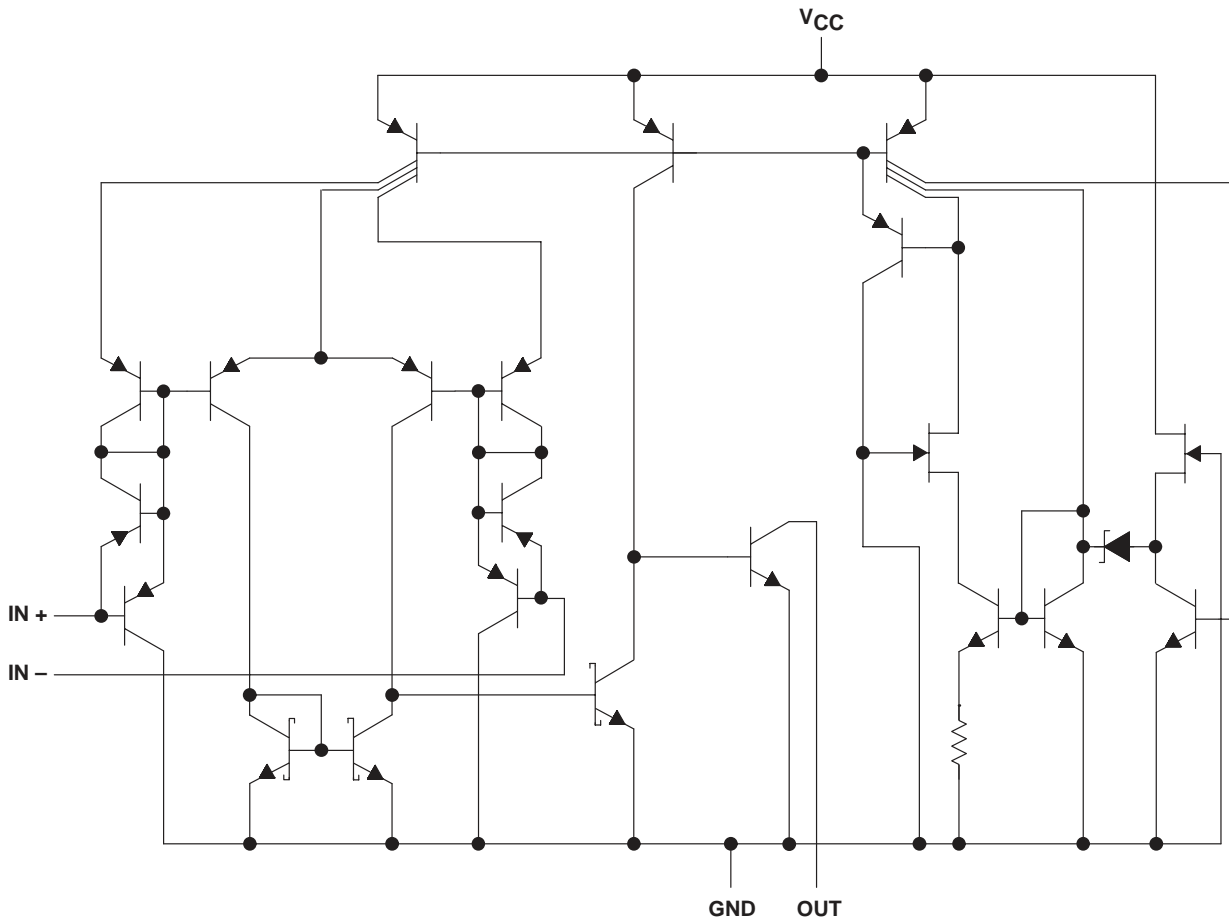 VCC
IN +
IN –
GND
OUT